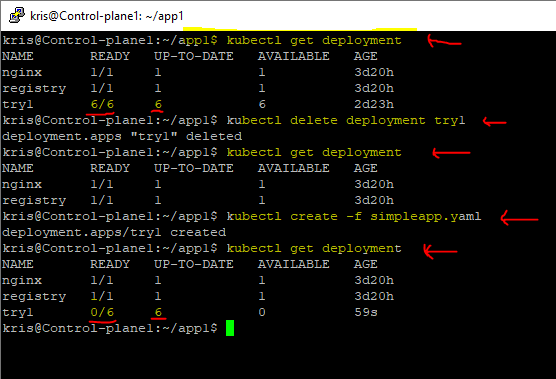 kris@Control-plane1: ~/app1
kris@Control-plane1:~/app1$ kubectl get deployment
NAME READY UP-TO-DATE AVAILABLE AGE
nginx 1/1 1 1 3d20h
registry 1/1 1 1 3d20h
try1 6/6 6 6 2d23h
kris@Control-plane1:~/app1$ kubectl delete deployment try1
deployment.apps "try1" deleted
kris@Control-plane1:~/app1$ kubectl get deployment
NAME READY UP-TO-DATE AVAILABLE AGE
nginx 1/1 1 1 3d20h
registry 1/1 1 1 3d20h
kris@Control-plane1:~/app1$ kubectl create -f simpleapp.yaml
deployment.apps/try1 created
kris@Control-plane1:~/app1$ kubectl get deployment
NAME READY UP-TO-DATE AVAILABLE AGE
nginx 1/1 1 1 3d20h
registry 1/1 1 1 3d20h
try1 0/6 6 0 59s
kris@Control-plane1:~/app1$